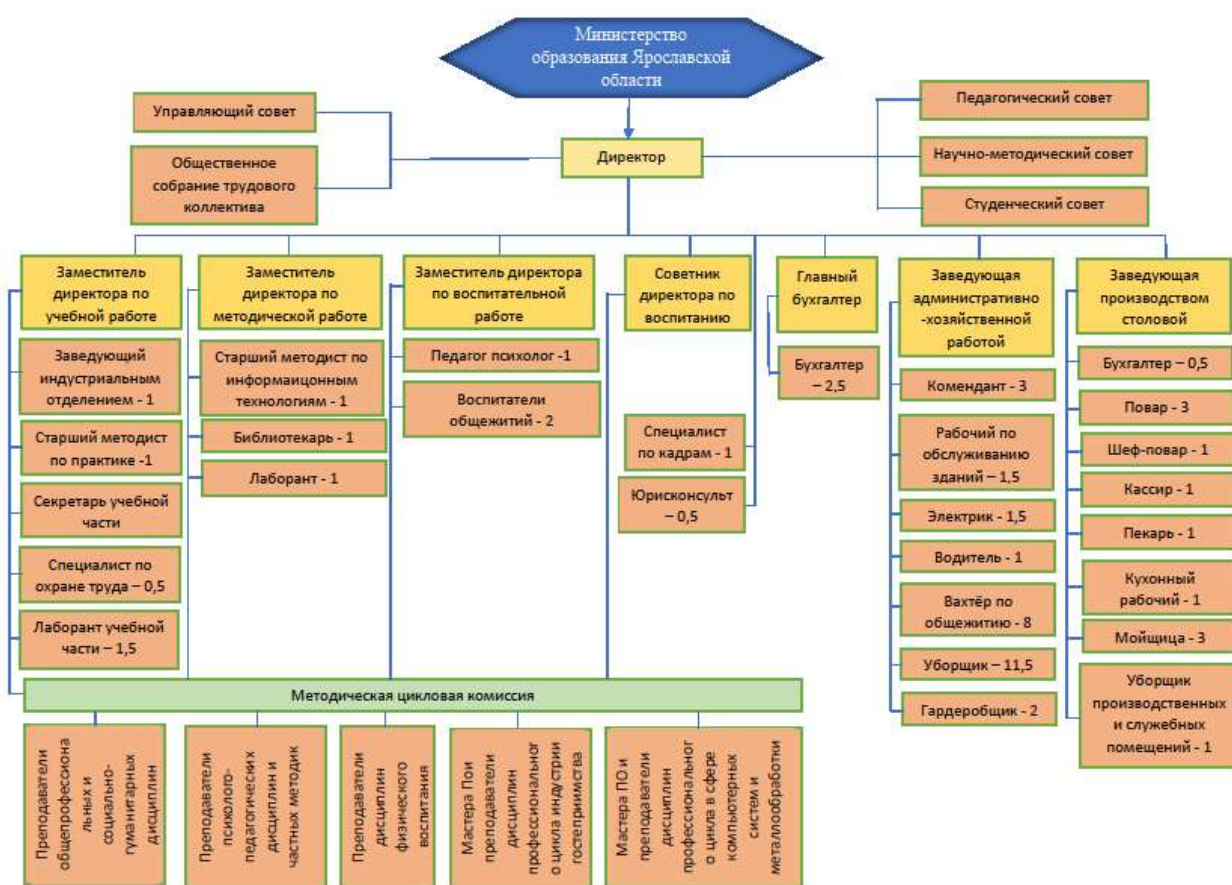 Министерство
образования Ярославской
области
Управляющий совет
Общественное
собрание трудового
коллектива
Директор
Педагогический совет
Научно-методический совет
Студенческий совет
Заместитель
директора по
учебной работе
Заведующий
индустриальным
отделением - 1
Старший методист
по практике -1
Секретарь учебной
части
Специалист по
охране труда – 0,5
Лаборант учебной
части – 1,5
Заместитель
директора по
методической работе
Старший методист по
информаицонным
технологиям - 1
Библиотекарь - 1
Лаборант - 1
Заместитель директора
по воспитательной
работе
Педагог психолог -1
Воспитатели
общежитий - 2
Советник
директора по
воспитанию
Специалист
по кадрам - 1
Юрисконсульт
– 0,5
Главный
бухгалтер
Бухгалтер
– 2,5
Заведующая
административно
-хозяйственной
работой
Комендант - 3
Рабочий по
обслуживанию
зданий – 1,5
Электрик - 1,5
Водитель - 1
Вахтёр по
общежитию - 8
Уборщик – 11,5
Гардеробщик - 2
Заведующая
производством
столовой
Бухгалтер – 0,5
Повар - 3
Шеф-повар - 1
Кассир - 1
Пекарь - 1
Кухонный
рабочий - 1
Мойщица - 3
Уборщик
производственных
и служебных
помещений - 1
Методическая цикловая комиссия
Преподаватели
общепрофессиона
льных и
социально-
гуманитарных
дисциплин
Преподаватели
психолого-
педагогических
дисциплин и
частных методик
Преподаватели
дисциплин
физического
воспитания
Мастера Пои
преподаватели
дисциплин
профессиональног
о цикла индустрии
гостеприимства
Мастера ПО и
преподаватели
дисциплин
профессиональног
о цикла в сфере
компьютерных
систем и
металлообработки